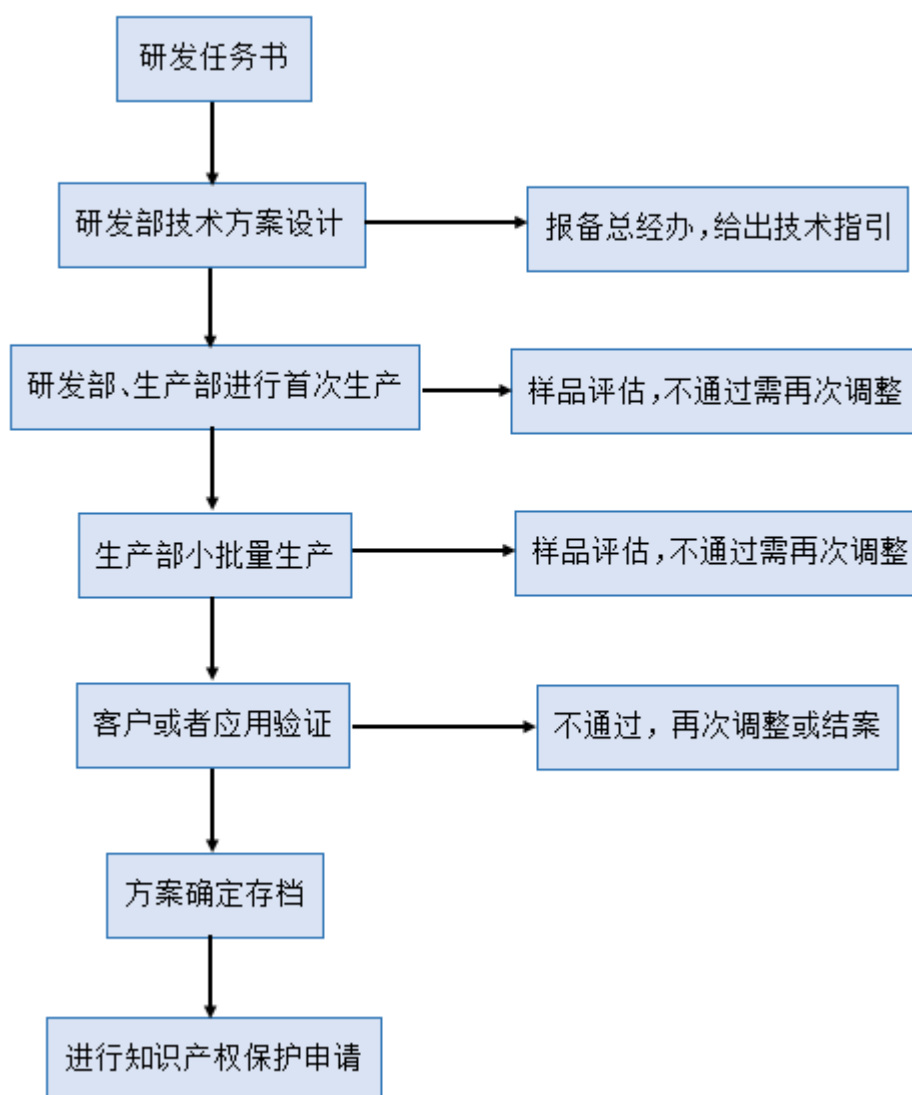 研发任务书
研发部技术方案设计
报备总经办,给出技术指引
研发部、生产部进行首次生产
样品评估,不通过需再次调整
生产部小批量生产
样品评估,不通过需再次调整
客户或者应用验证
不通过，再次调整或结案
方案确定存档
进行知识产权保护申请